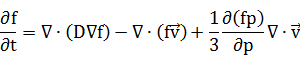 ∂f/∂t = ∇ · (D∇f) − ∇ · (fv⃗) + 1/3 ∂(fp)/∂p ∇ · v⃗